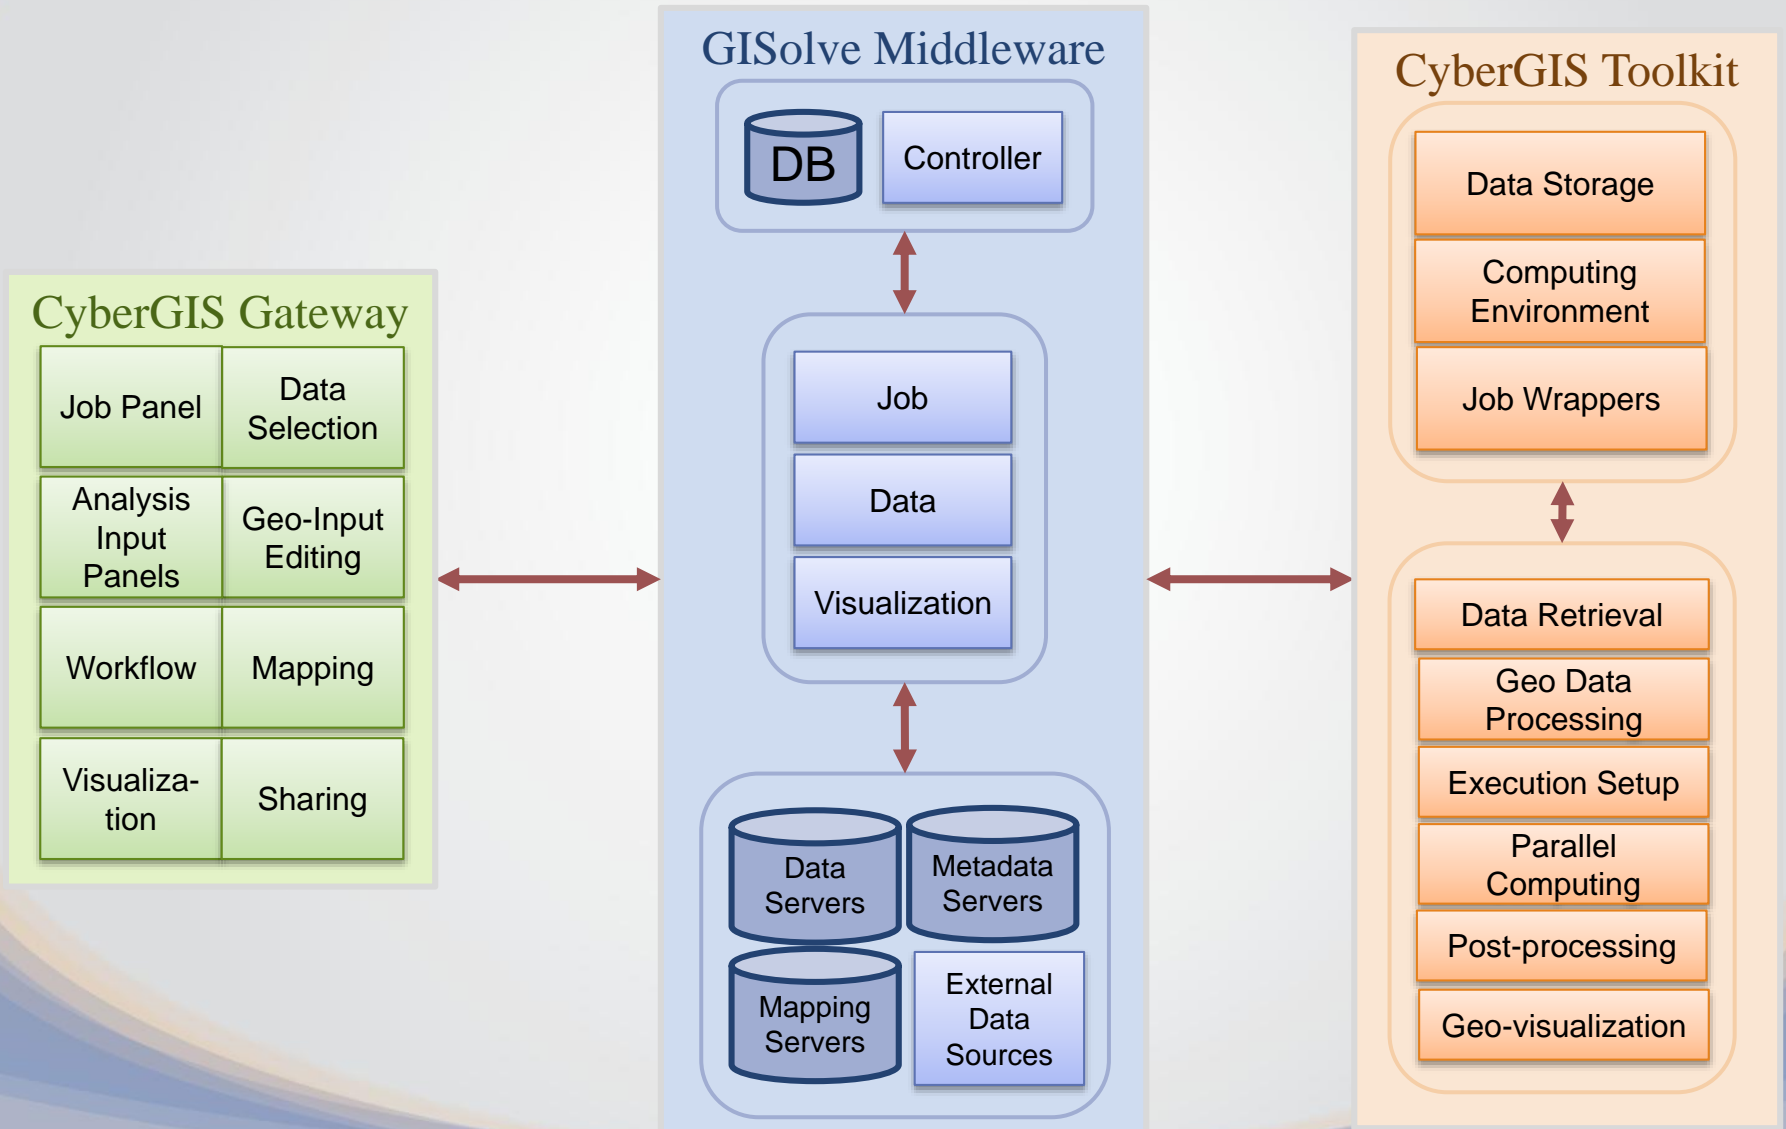 CyberGIS Gateway
Job Panel
Data
Selection
Analysis
Input
Panels
Geo-Input
Editing
Workflow
Mapping
Visualiza-
tion
Sharing
GISolve Middleware
DB
Controller
Job
Data
Visualization
Data
Servers
Metadata
Servers
Mapping
Servers
External
Data
Sources
CyberGIS Toolkit
Data Storage
Computing
Environment
Job Wrappers
Data Retrieval
Geo Data
Processing
Execution Setup
Parallel
Computing
Post-processing
Geo-visualization